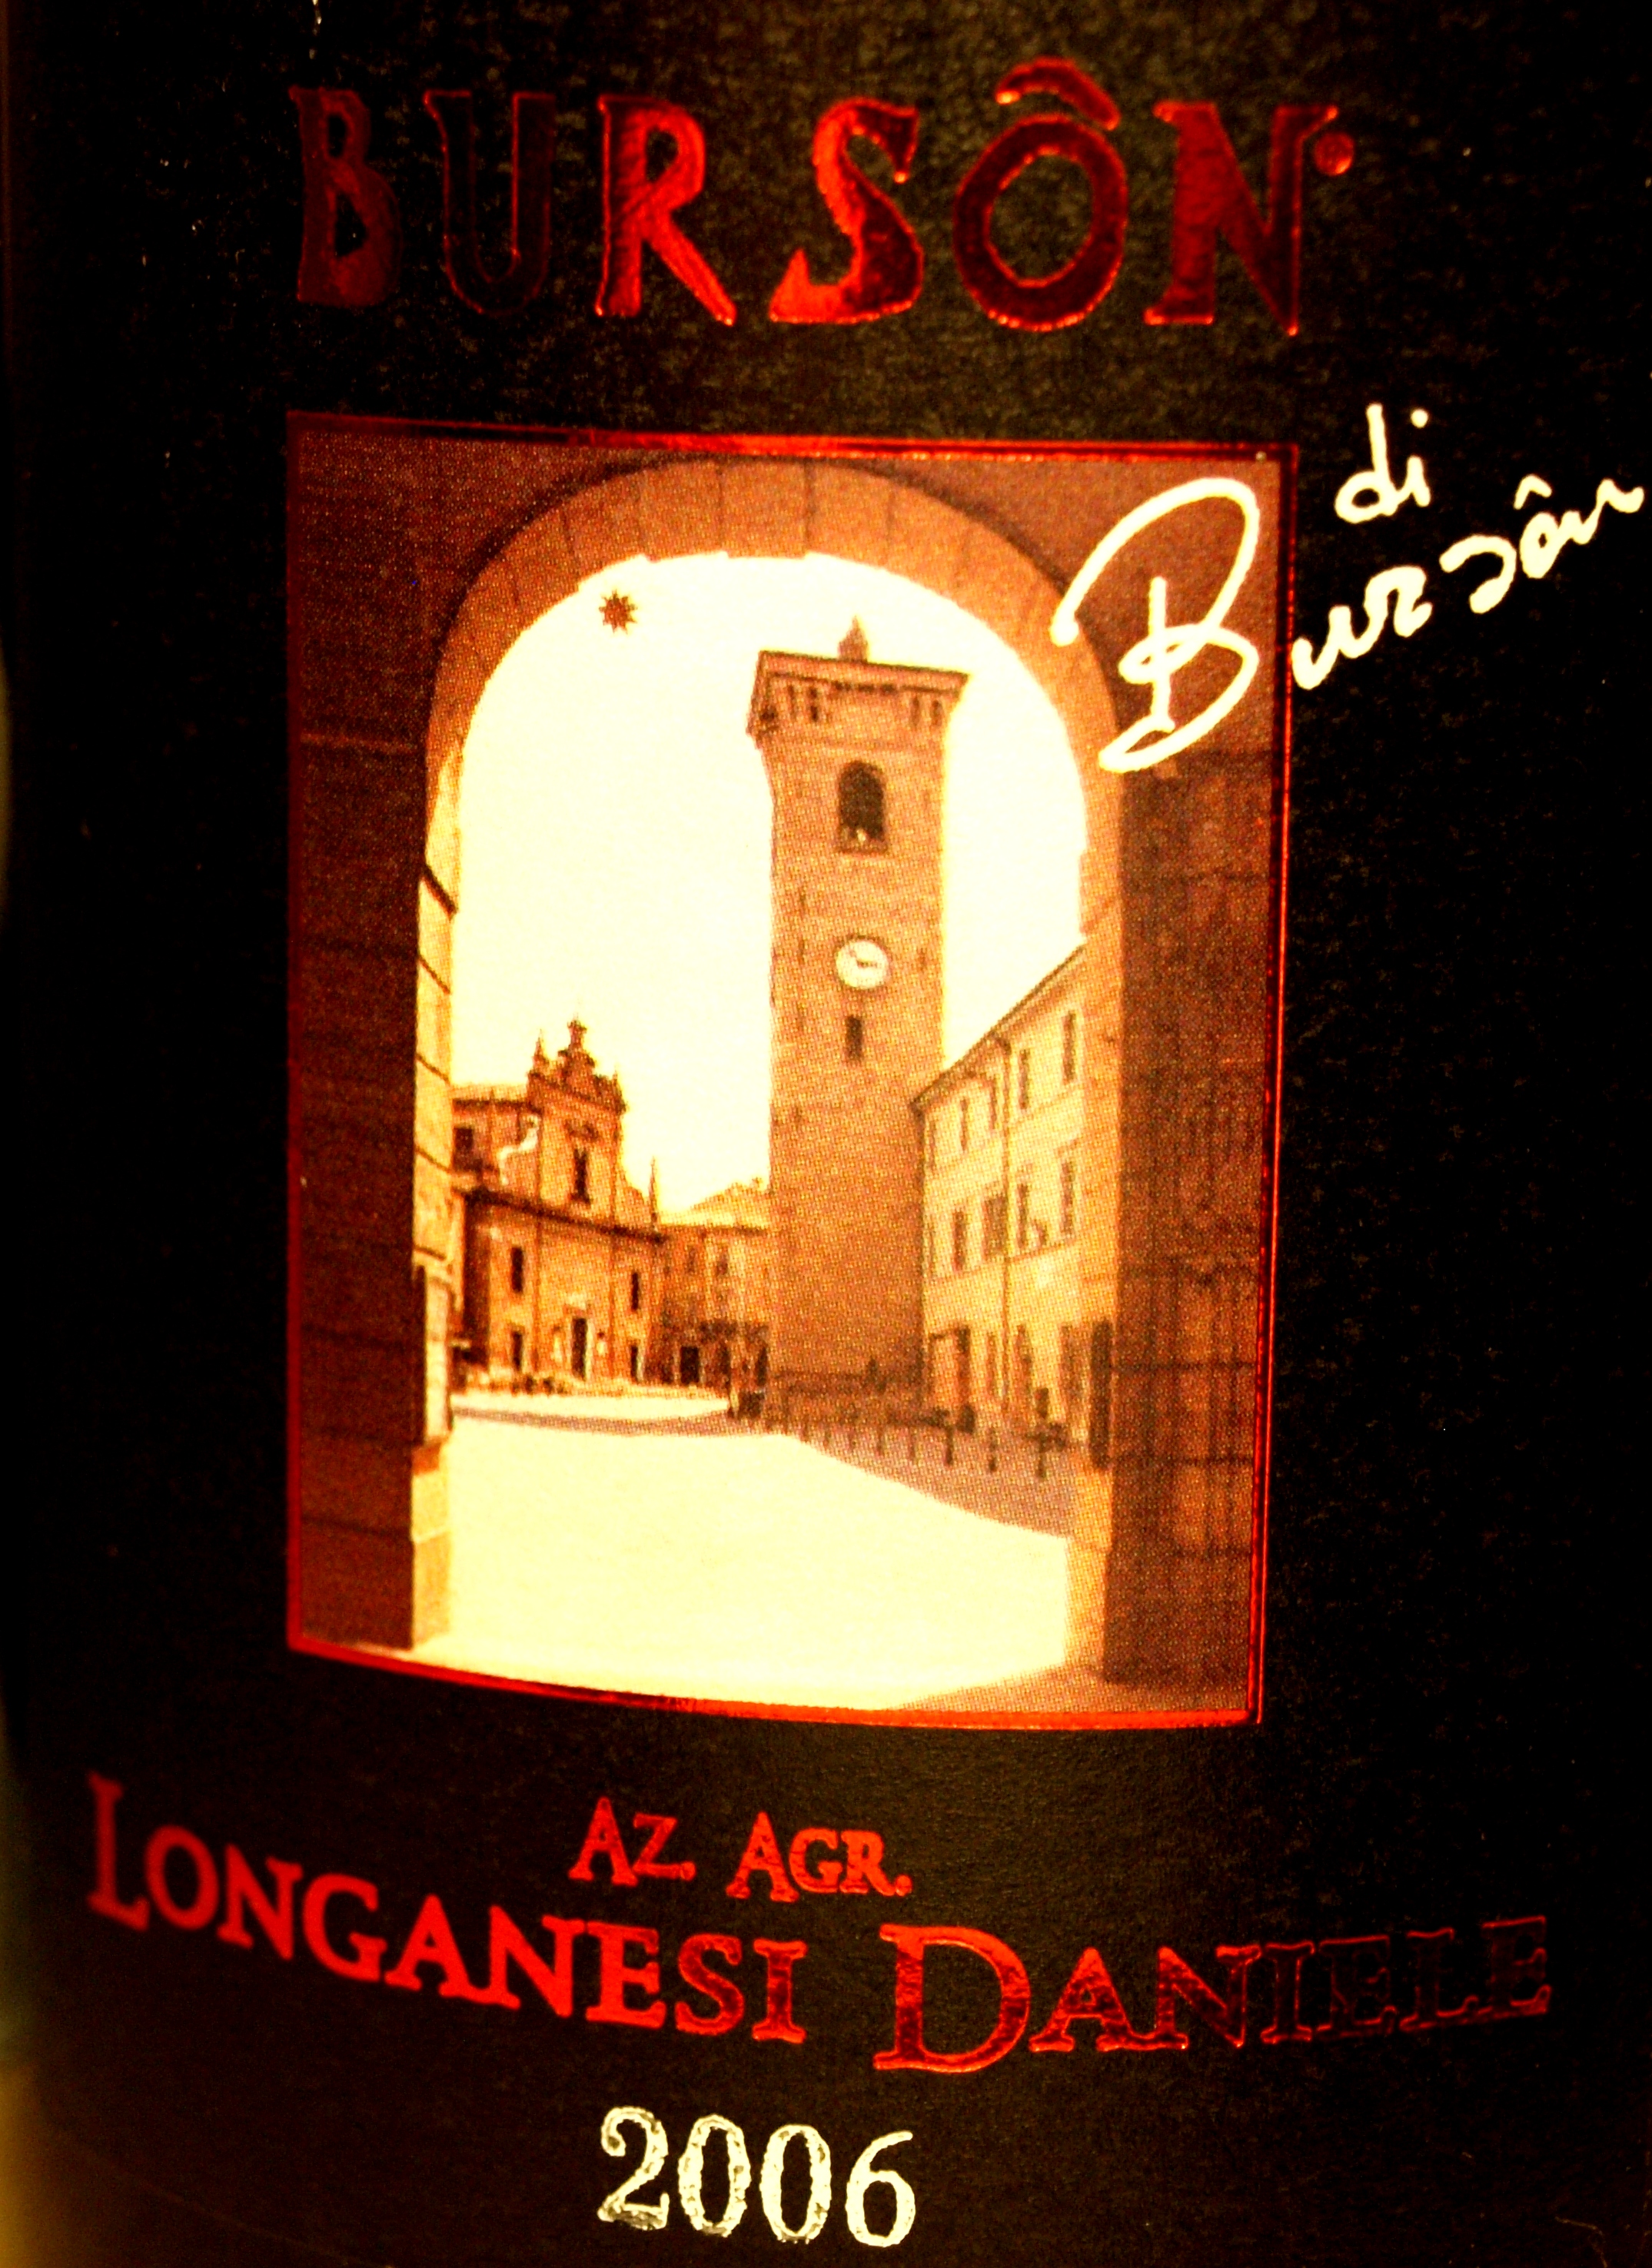 BURSÔN®
B di
Bursôn
Az. Agr.
Longanesi Daniele
2006